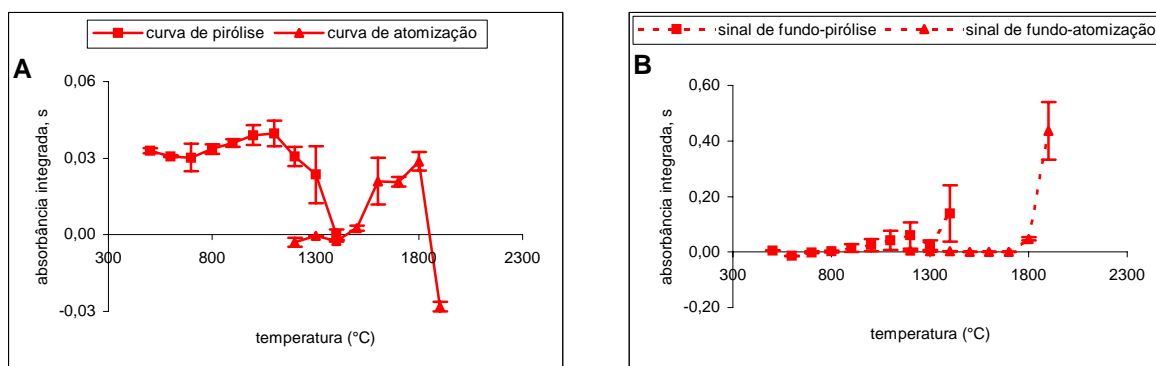 curva de pirólise curva de atomização
A
0,06
0,03
0,00
-0,03
300 800 1300 1800 2300
temperatura (°C)
absorbância integrada, s
sinal de fundo-pirólise sinal de fundo-atomização
B
0,80
0,60
0,40
0,20
0,00
-0,20
300 800 1300 1800 2300
temperatura (°C)
absorbância integrada, s